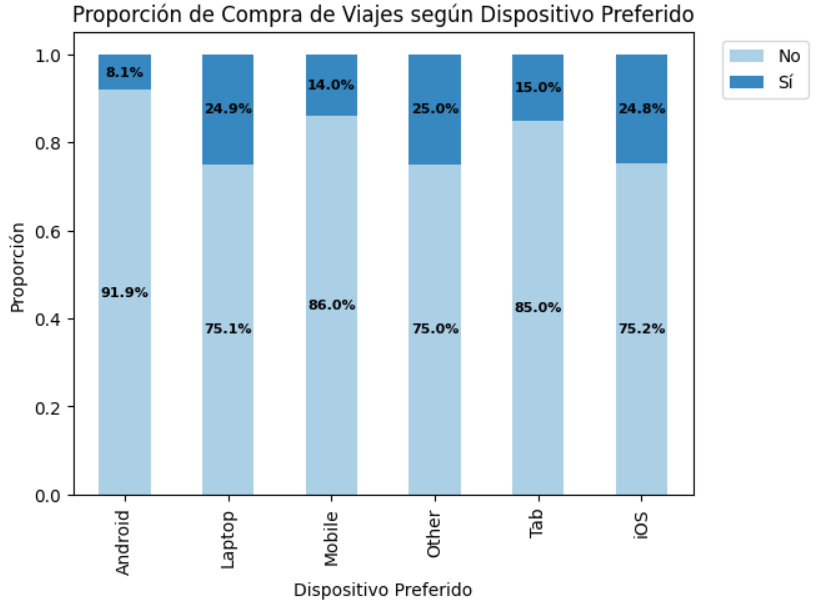 Proporción de Compra de Viajes según Dispositivo Preferido
No
Sí
Proporción
1.0
0.8
0.6
0.4
0.2
0.0
8.1%
24.9%
14.0%
25.0%
15.0%
24.8%
91.9%
75.1%
86.0%
75.0%
85.0%
75.2%
Android
Laptop
Mobile
Other
Tab
iOS
Dispositivo Preferido